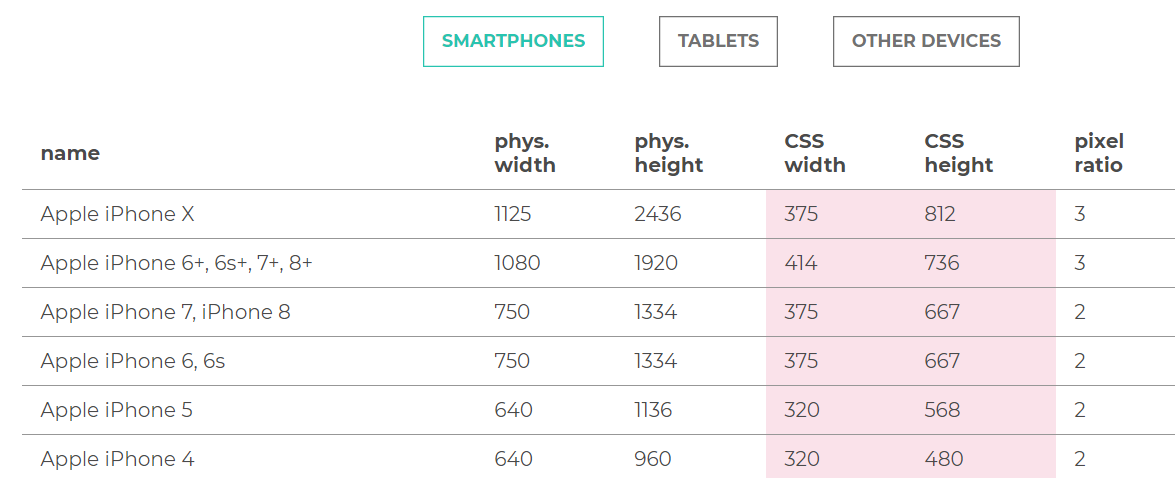 SMARTPHONES TABLETS OTHER DEVICES
name phys. width phys. height CSS width CSS height pixel ratio
Apple iPhone X 1125 2436 375 812 3
Apple iPhone 6+, 6s+, 7+, 8+ 1080 1920 414 736 3
Apple iPhone 7, iPhone 8 750 1334 375 667 2
Apple iPhone 6, 6s 750 1334 375 667 2
Apple iPhone 5 640 1136 320 568 2
Apple iPhone 4 640 960 320 480 2